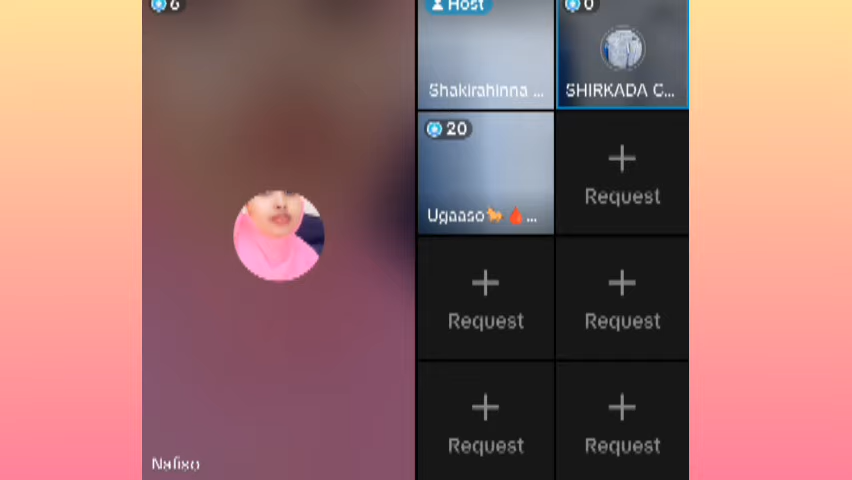 6
Host
0
Shakirahinna ...
SHIRKADA C...
20
Ugaaso🐎🩸...
Request
Request
Request
Request
Request
Nafiso